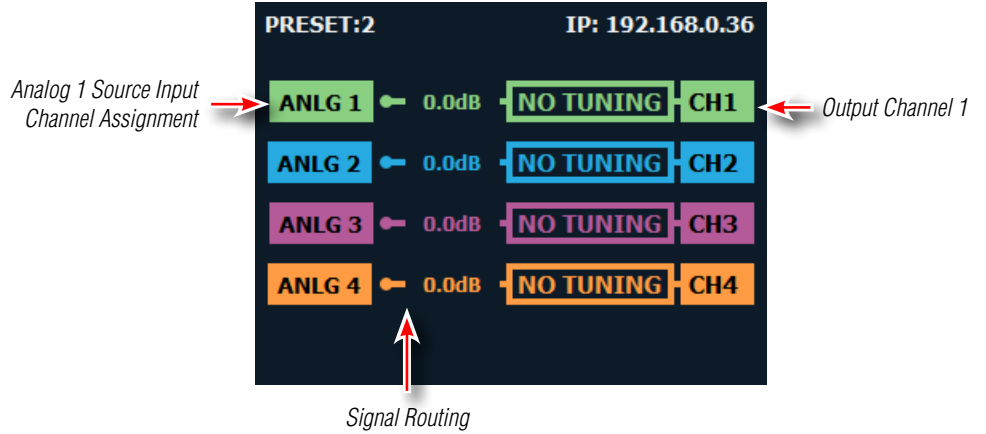 PRESET:2 IP: 192.168.0.36
Analog 1 Source Input
Channel Assignment
ANLG 1 0.0dB NO TUNING CH1
Output Channel 1
ANLG 2 0.0dB NO TUNING CH2
ANLG 3 0.0dB NO TUNING CH3
ANLG 4 0.0dB NO TUNING CH4
Signal Routing